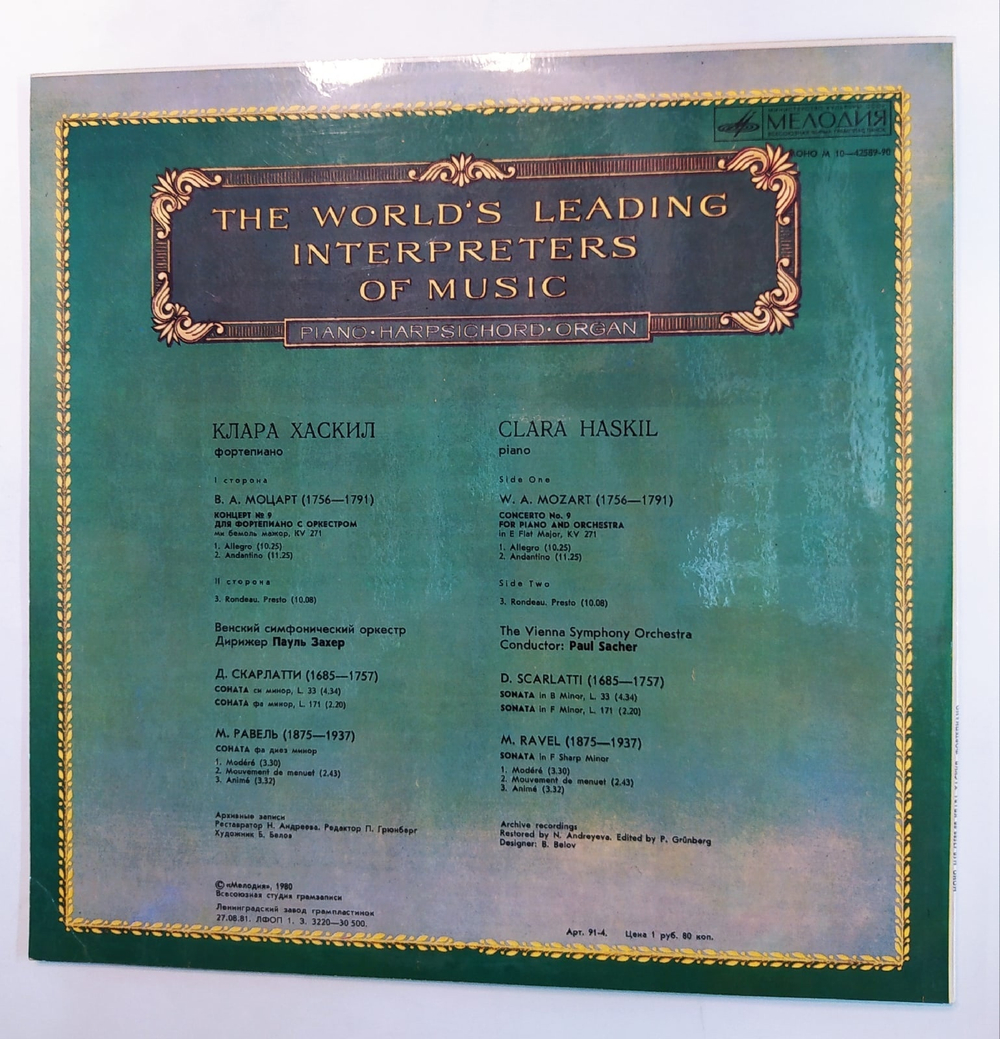 МЕЛОДИЯ
МОНО М 10—42589-90
THE WORLD'S LEADING
INTERPRETERS
OF MUSIC
PIANO·HARPSICHORD·ORGAN
КЛАРА ХАСКИЛ
фортепиано
I сторона
В. А. МОЦАРТ (1756—1791)
КОНЦЕРТ № 9
ДЛЯ ФОРТЕПИАНО С ОРКЕСТРОМ
ми бемоль мажор, KV 271
1. Allegro (10.25)
2. Andantino (11.25)
II сторона
3. Rondeau. Presto (10.08)
Венский симфонический оркестр
Дирижер Пауль Захер
Д. СКАРЛАТТИ (1685—1757)
СОНАТА си минор, L. 33 (4.34)
СОНАТА фа минор, L. 171 (2.20)
М. РАВЕЛЬ (1875—1937)
СОНАТА фа диез минор
1. Modéré (3.30)
2. Mouvement de menuet (2.43)
3. Animé (3.32)
Архивные записи
Реставратор Н. Андреева. Редактор П. Грюнберг
Художник Б. Белов
© «Мелодия», 1980
Всесоюзная студия грамзаписи
Ленинградский завод грампластинок
27.08.81. ЛФОП 1. З. 3220—30 500.
CLARA HASKIL
piano
Side One
W. A. MOZART (1756—1791)
CONCERTO No. 9
FOR PIANO AND ORCHESTRA
in E Flat Major, KV 271
1. Allegro (10.25)
2. Andantino (11.25)
Side Two
3. Rondeau. Presto (10.08)
The Vienna Symphony Orchestra
Conductor: Paul Sacher
D. SCARLATTI (1685—1757)
SONATA in B Minor, L. 33 (4.34)
SONATA in F Minor, L. 171 (2.20)
M. RAVEL (1875—1937)
SONATA in F Sharp Minor
1. Modéré (3.30)
2. Mouvement de menuet (2.43)
3. Animé (3.32)
Archive recordings
Restored by N. Andreyeva. Edited by P. Grünberg
Designer: B. Belov
Арт. 91-4. Цена 1 руб. 80 коп.